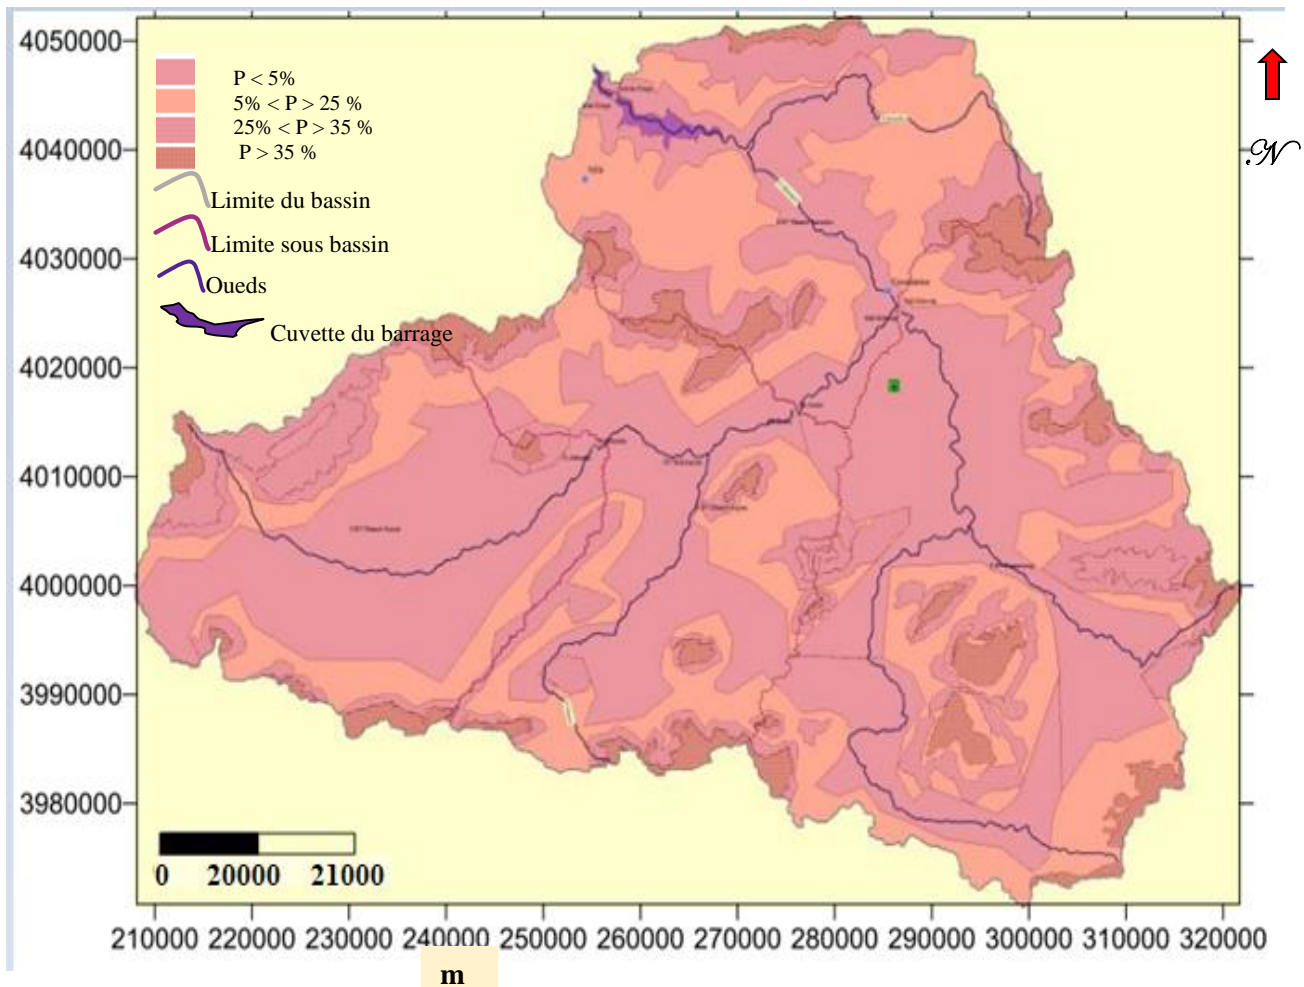 4050000
4040000
4030000
4020000
4010000
4000000
3990000
3980000
P < 5%
5% < P > 25 %
25% < P > 35 %
P > 35 %
Limite du bassin
Limite sous bassin
Oueds
Cuvette du barrage
N
0 20000 21000
210000 220000 230000 240000 250000 260000 270000 280000 290000 300000 310000 320000
m